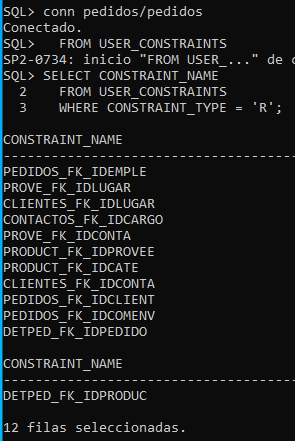 SQL> conn pedidos/pedidos
Conectado.
SQL>   FROM USER_CONSTRAINTS
SP2-0734: inicio "FROM USER_..." de
SQL> SELECT CONSTRAINT_NAME
  2    FROM USER_CONSTRAINTS
  3    WHERE CONSTRAINT_TYPE = 'R';
CONSTRAINT_NAME
------------------------------------
PEDIDOS_FK_IDEMPLE
PROVE_FK_IDLUGAR
CLIENTES_FK_IDLUGAR
CONTACTOS_FK_IDCARGO
PROVE_FK_IDCONTA
PRODUCT_FK_IDPROVEE
PRODUCT_FK_IDCATE
CLIENTES_FK_IDCONTA
PEDIDOS_FK_IDCLIENT
PEDIDOS_FK_IDCOMENV
DETPED_FK_IDPEDIDO
CONSTRAINT_NAME
------------------------------------
DETPED_FK_IDPRODUC
12 filas seleccionadas.